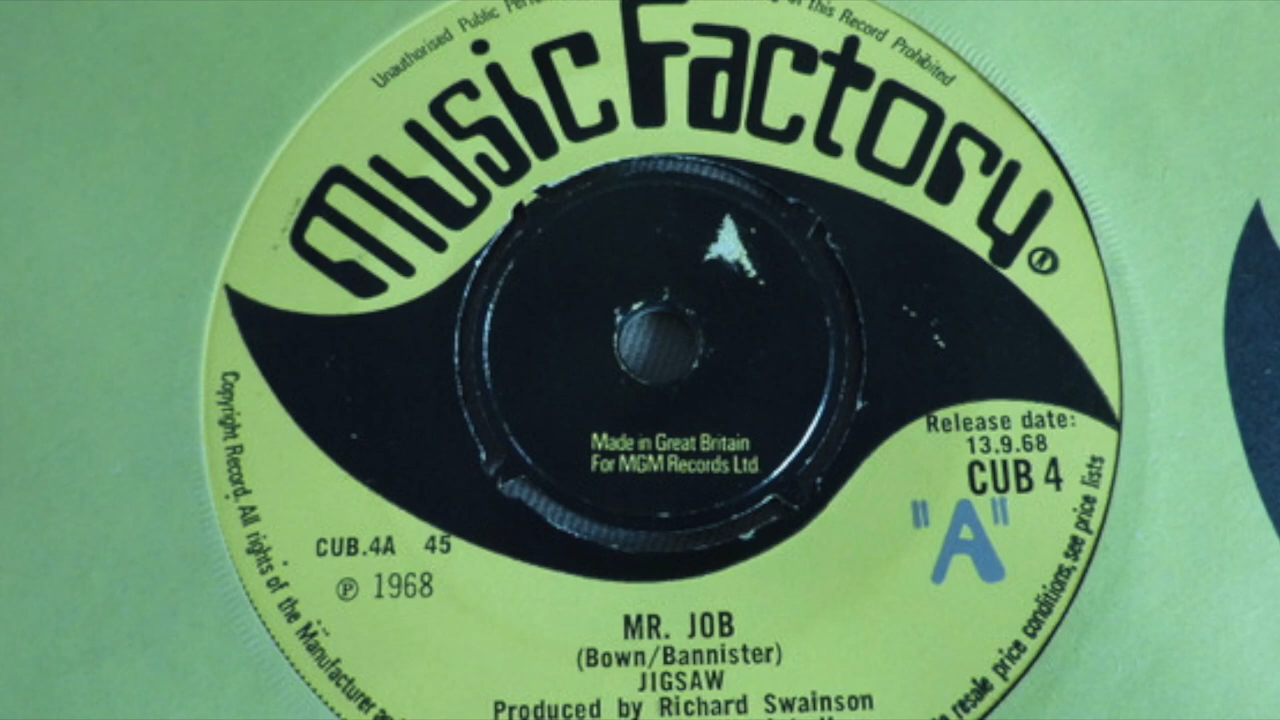 Unauthorised Public
of this Record Prohibited
Music Factory
Made in Great Britain
For MGM Records Ltd
Release date:
13.9.68
CUB 4
"A"
CUB.4A 45
℗ 1968
MR. JOB
(Bown/Bannister)
JIGSAW
Produced by Richard Swainson
Copyright Record. All rights of the Manufacturer
resale price conditions, see price lists